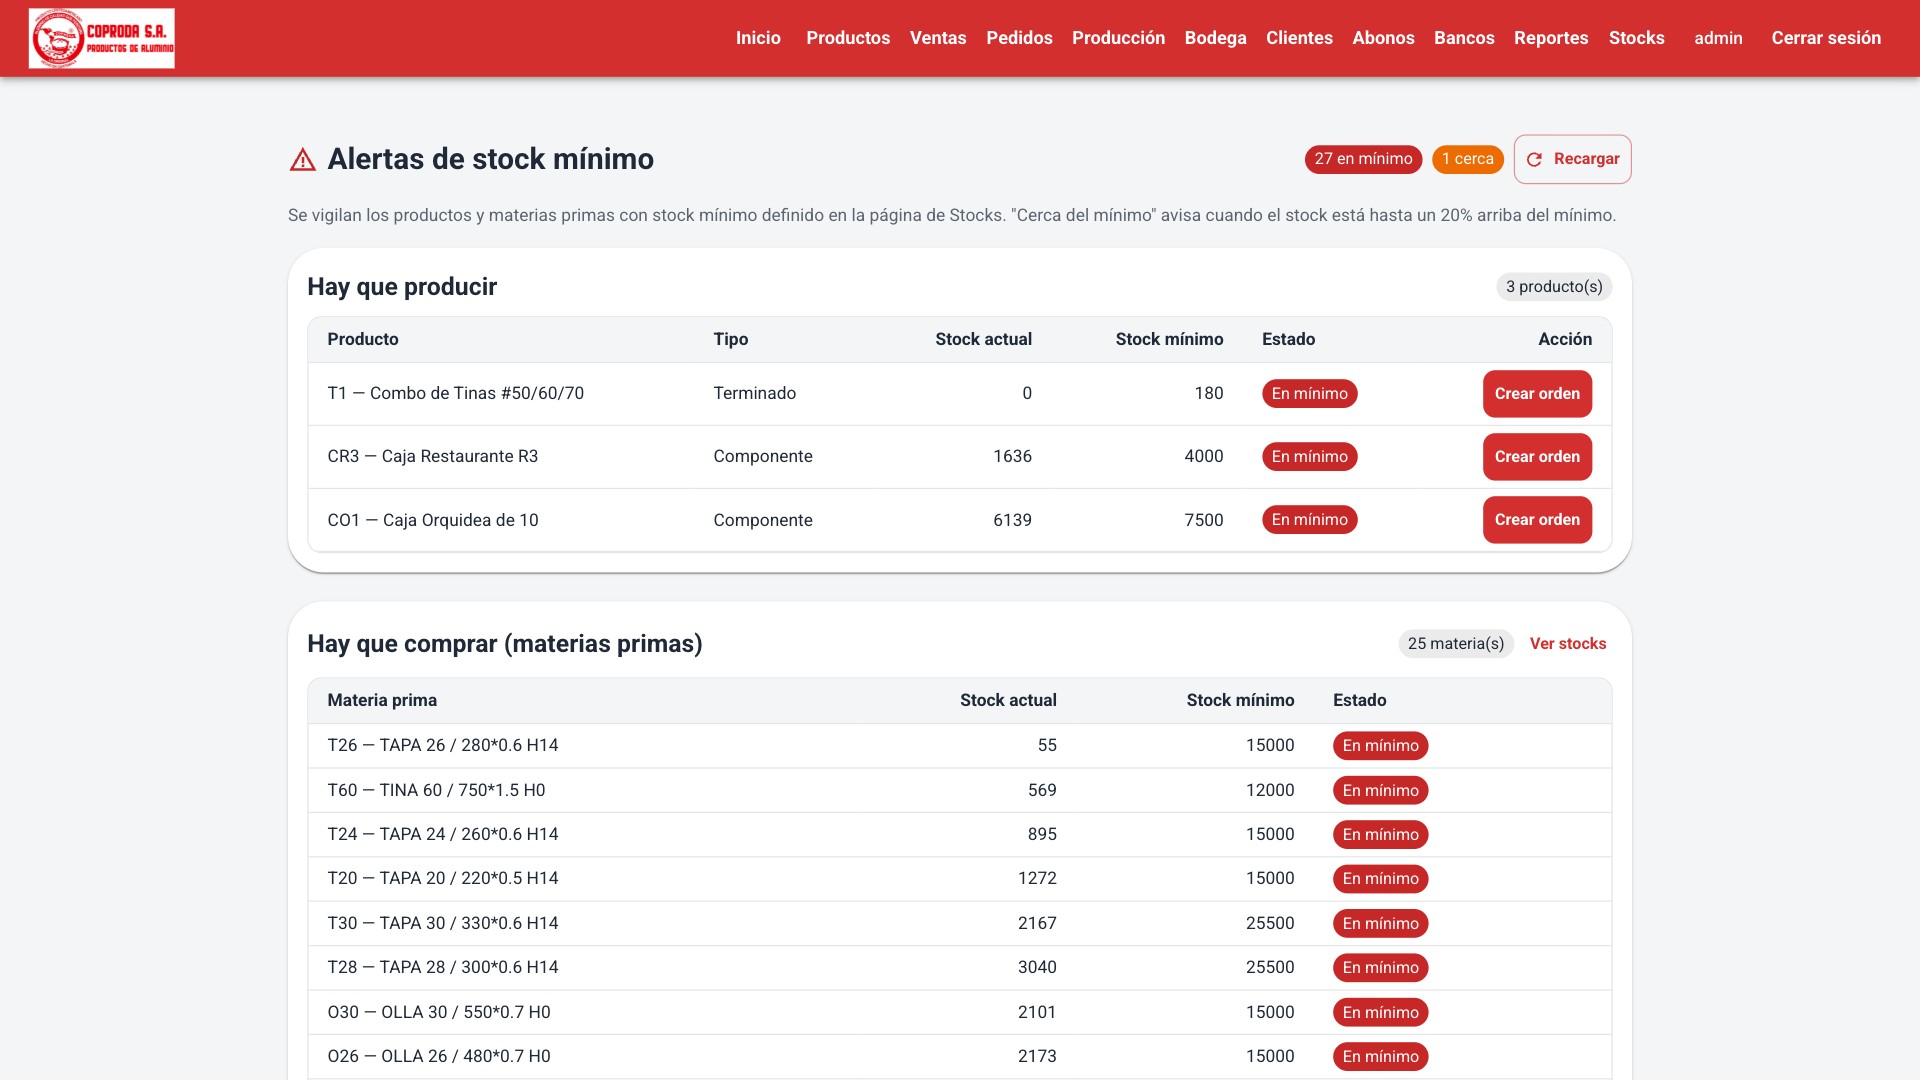 COPRODA S.A.
PRODUCTOS DE ALUMINIO
Inicio Productos Ventas Pedidos Producción Bodega Clientes Abonos Bancos Reportes Stocks admin Cerrar sesión
Alertas de stock mínimo
27 en mínimo 1 cerca Recargar
Se vigilan los productos y materias primas con stock mínimo definido en la página de Stocks. "Cerca del mínimo" avisa cuando el stock está hasta un 20% arriba del mínimo.
Hay que producir 3 producto(s)
Producto Tipo Stock actual Stock mínimo Estado Acción
T1 — Combo de Tinas #50/60/70 Terminado 0 180 En mínimo Crear orden
CR3 — Caja Restaurante R3 Componente 1636 4000 En mínimo Crear orden
CO1 — Caja Orquidea de 10 Componente 6139 7500 En mínimo Crear orden
Hay que comprar (materias primas) 25 materia(s) Ver stocks
Materia prima Stock actual Stock mínimo Estado
T26 — TAPA 26 / 280*0.6 H14 55 15000 En mínimo
T60 — TINA 60 / 750*1.5 H0 569 12000 En mínimo
T24 — TAPA 24 / 260*0.6 H14 895 15000 En mínimo
T20 — TAPA 20 / 220*0.5 H14 1272 15000 En mínimo
T30 — TAPA 30 / 330*0.6 H14 2167 25500 En mínimo
T28 — TAPA 28 / 300*0.6 H14 3040 25500 En mínimo
O30 — OLLA 30 / 550*0.7 H0 2101 15000 En mínimo
O26 — OLLA 26 / 480*0.7 H0 2173 15000 En mínimo